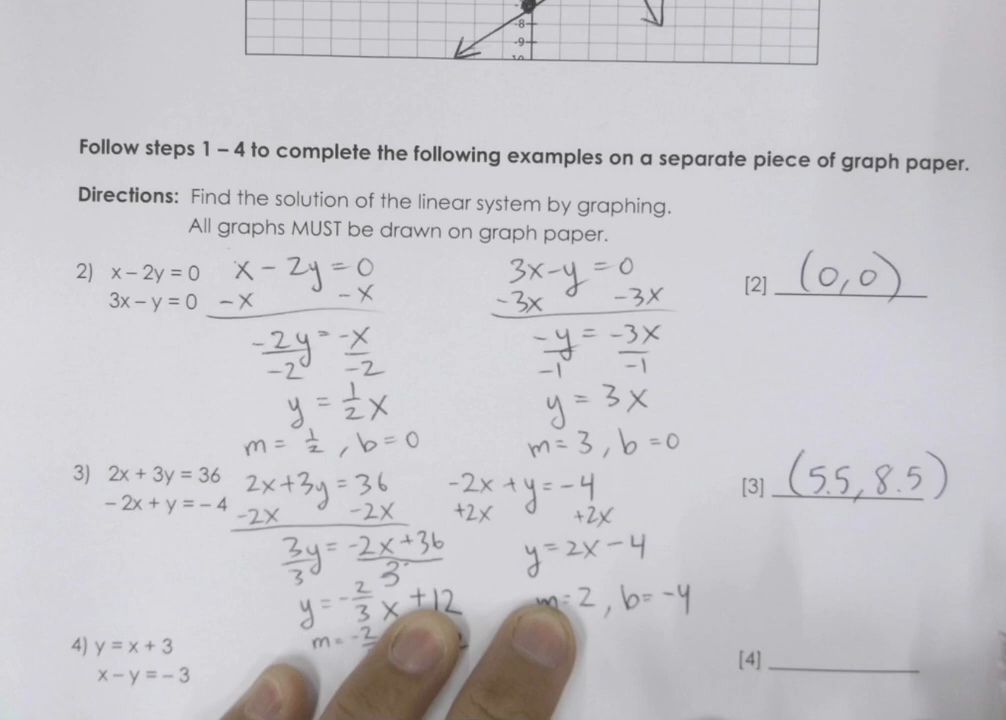 -8
-9
10
Follow steps 1 – 4 to complete the following examples on a separate piece of graph paper.
Directions: Find the solution of the linear system by graphing.
All graphs MUST be drawn on graph paper.
2) x – 2y = 0 x - 2y = 0 3x-y = 0 [2] (0,0)
3x – y = 0 -x -x -3x -3x
-2y = -x -y = -3x
-2 -2 -1 -1
y = 1/2 x y = 3x
m = 1/2, b = 0 m = 3, b = 0
3) 2x + 3y = 36 2x+3y = 36 -2x + y = -4 [3] (5.5, 8.5)
– 2x + y = – 4 -2x -2x +2x +2x
3y = -2x+36 y = 2x - 4
3 3
y = -2/3 x + 12 m = 2, b = -4
m = -2
4) y = x + 3
x – y = – 3 [4]